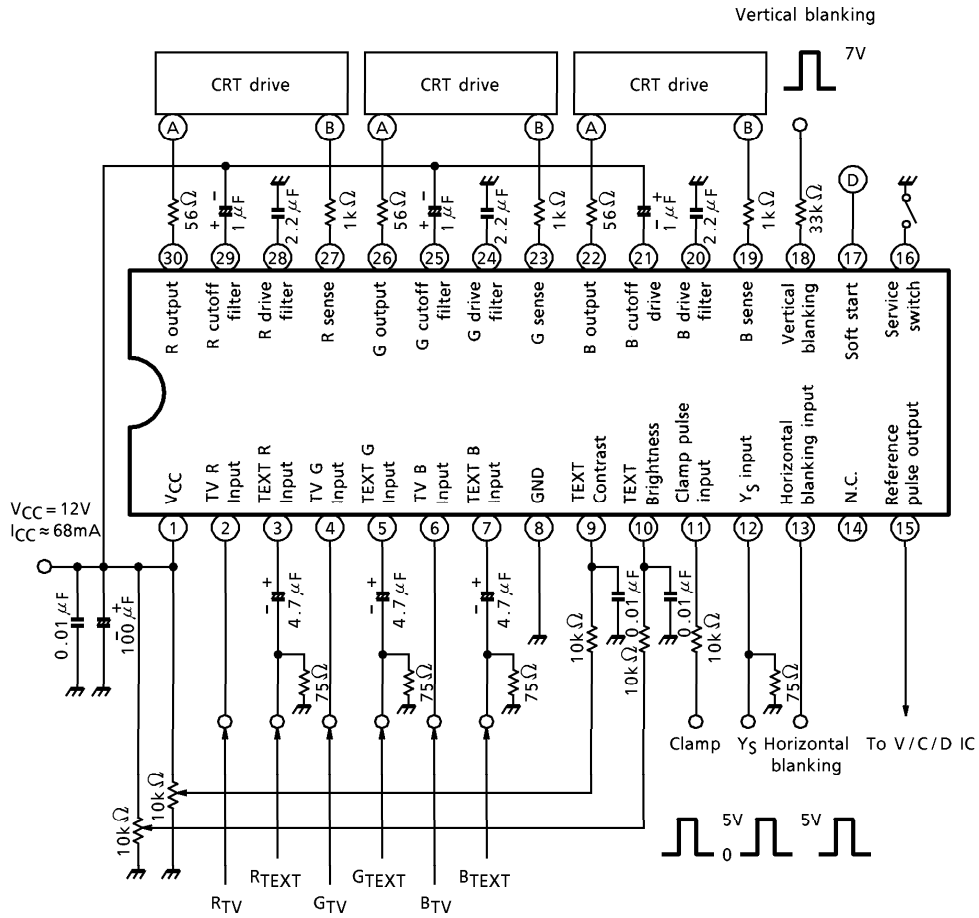 Vertical blanking
7V
CRT drive
CRT drive
CRT drive
A
B
A
B
A
B
D
56Ω
1μF
2.2μF
1kΩ
56Ω
1μF
2.2μF
1kΩ
56Ω
1μF
2.2μF
1kΩ
33kΩ
+
-
+
-
-
+
30
29
28
27
26
25
24
23
22
21
20
19
18
17
16
R output
R cutoff
filter
R drive
filter
R sense
G output
G cutoff
filter
G drive
filter
G sense
B output
B cutoff
drive
B drive
filter
B sense
Vertical
blanking
Soft start
Service
switch
VCC
TV R
Input
TEXT R
Input
TV G
Input
TEXT G
Input
TV B
Input
TEXT B
Input
GND
TEXT
Contrast
TEXT
Brightness
Clamp pulse
input
YS input
Horizontal
blanking input
N.C.
Reference
pulse output
1
2
3
4
5
6
7
8
9
10
11
12
13
14
15
VCC = 12V
ICC ≈ 68mA
0.01μF
+
-
100μF
-
+
4.7μF
-
+
4.7μF
-
+
4.7μF
75Ω
75Ω
75Ω
10kΩ
0.01μF
10kΩ
0.01μF
10kΩ
75Ω
Clamp
YS
Horizontal
blanking
To V/C/D IC
10kΩ
10kΩ
5V
0
5V
RTEXT
GTEXT
BTEXT
RTV
GTV
BTV